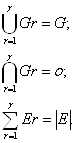 ⋃_{r=1}^{y} Gr = G;
⋂_{r=1}^{y} Gr = o;
∑_{r=1}^{y} Er = |E|.